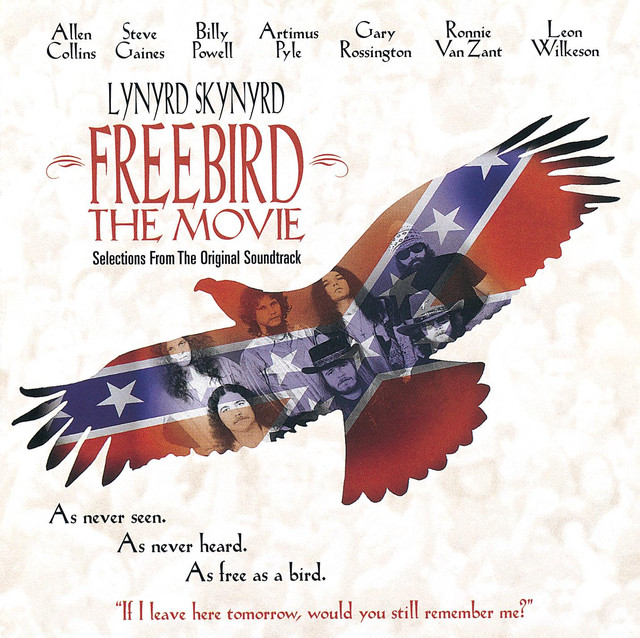 Allen Steve Billy Artimus Gary Ronnie Leon
Collins Gaines Powell Pyle Rossington Van Zant Wilkeson
LYNYRD SKYNYRD
FREEBIRD
THE MOVIE
Selections From The Original Soundtrack
As never seen.
As never heard.
As free as a bird.
"If I leave here tomorrow, would you still remember me?"